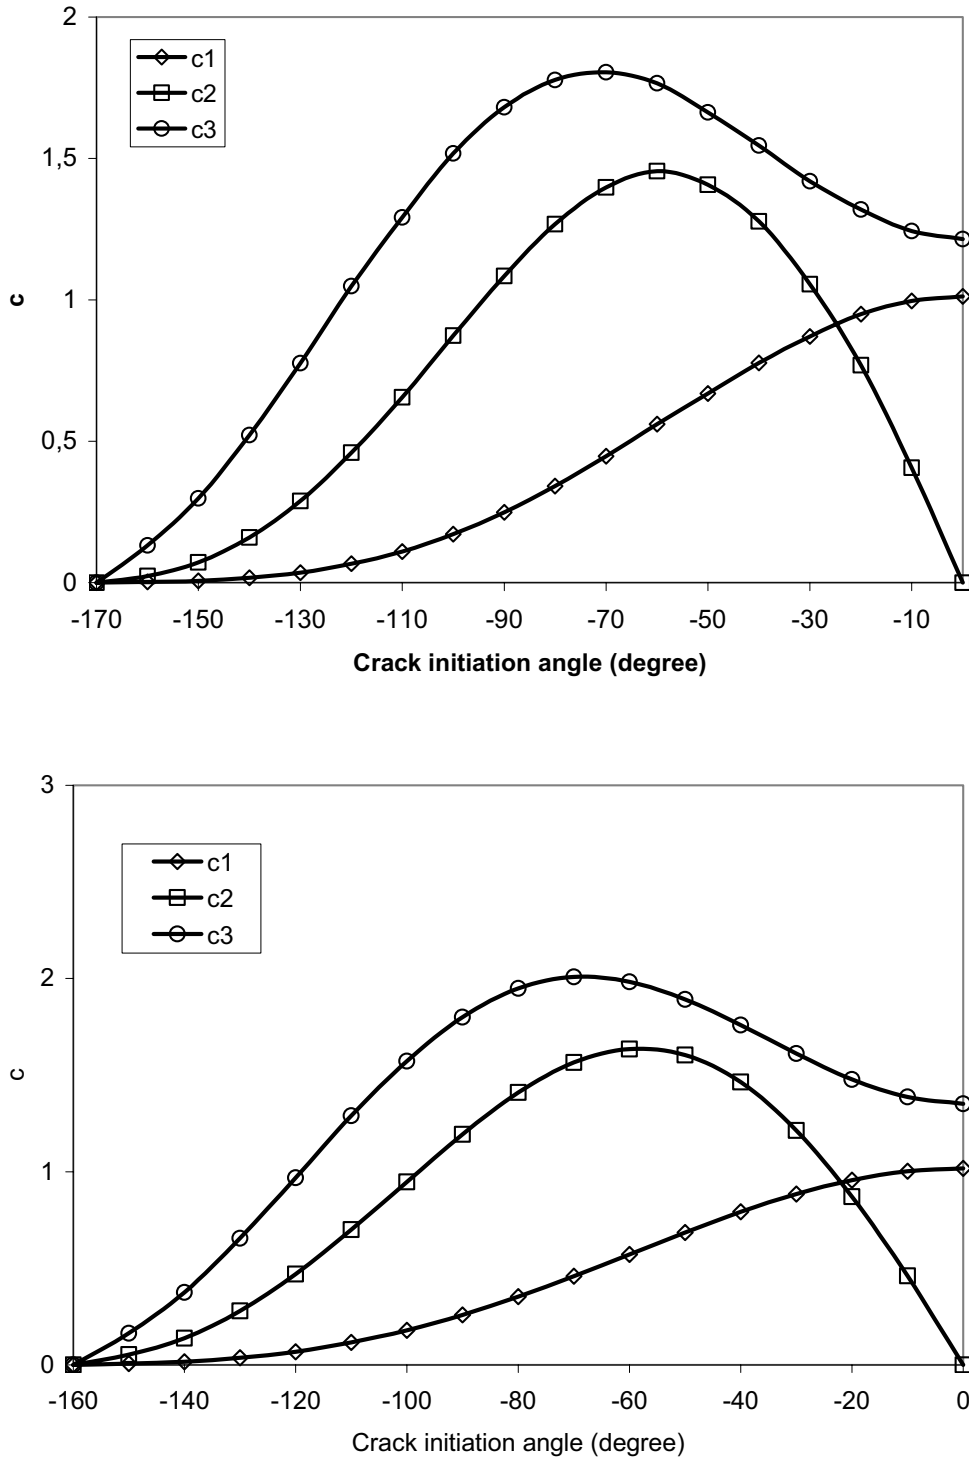 2
c1
c2
c3
1,5
1
c
0,5
0
-170 -150 -130 -110 -90 -70 -50 -30 -10
Crack initiation angle (degree)
3
c1
c2
c3
2
c
1
0
-160 -140 -120 -100 -80 -60 -40 -20 0
Crack initiation angle (degree)